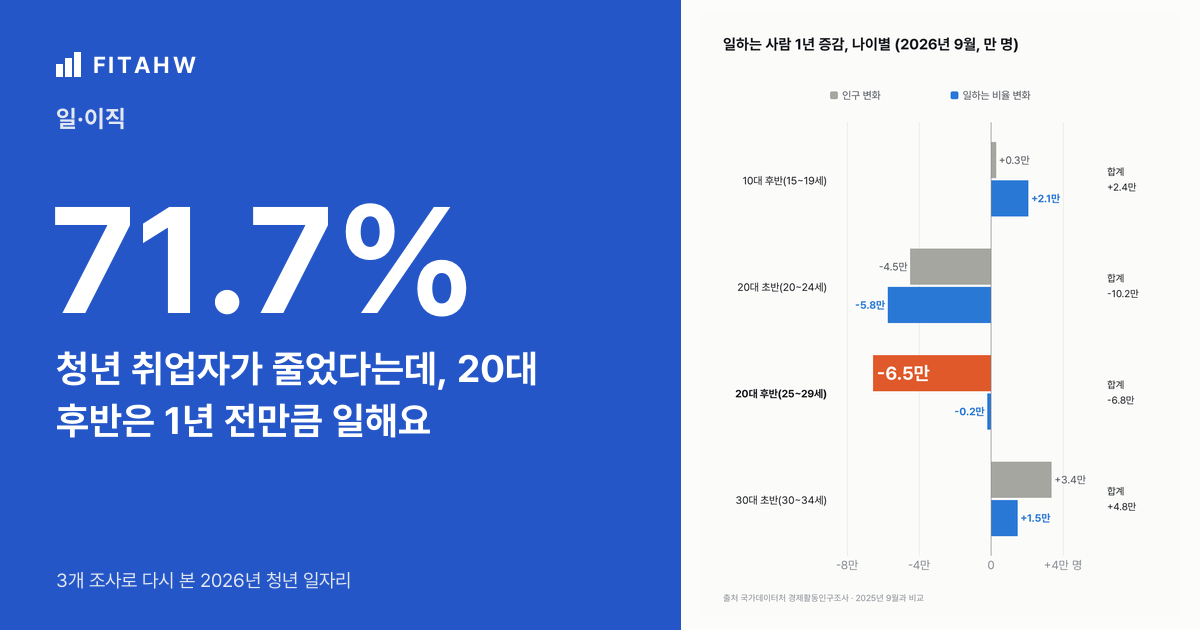 FITAHW
일·이직
71.7%
청년 취업자가 줄었다는데, 20대
후반은 1년 전만큼 일해요
3개 조사로 다시 본 2026년 청년 일자리
일하는 사람 1년 증감, 나이별 (2026년 9월, 만 명)
인구 변화
일하는 비율 변화
10대 후반(15~19세)
+0.3만
+2.1만
합계
+2.4만
20대 초반(20~24세)
-4.5만
-5.8만
합계
-10.2만
20대 후반(25~29세)
-6.5만
-0.2만
합계
-6.8만
30대 초반(30~34세)
+3.4만
+1.5만
합계
+4.8만
-8만
-4만
0
+4만 명
출처 국가데이터처 경제활동인구조사 · 2025년 9월과 비교